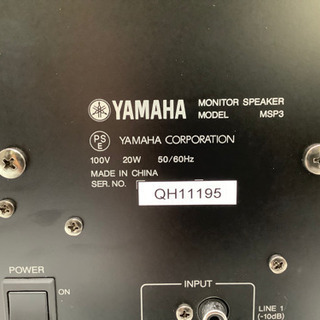 YAMAHA MONITOR SPEAKER
MODEL MSP3
PS E YAMAHA CORPORATION
100V 20W 50/60Hz
MADE IN CHINA
SER. NO. QH11195
POWER
ON
INPUT
LINE 1
(-10dB)